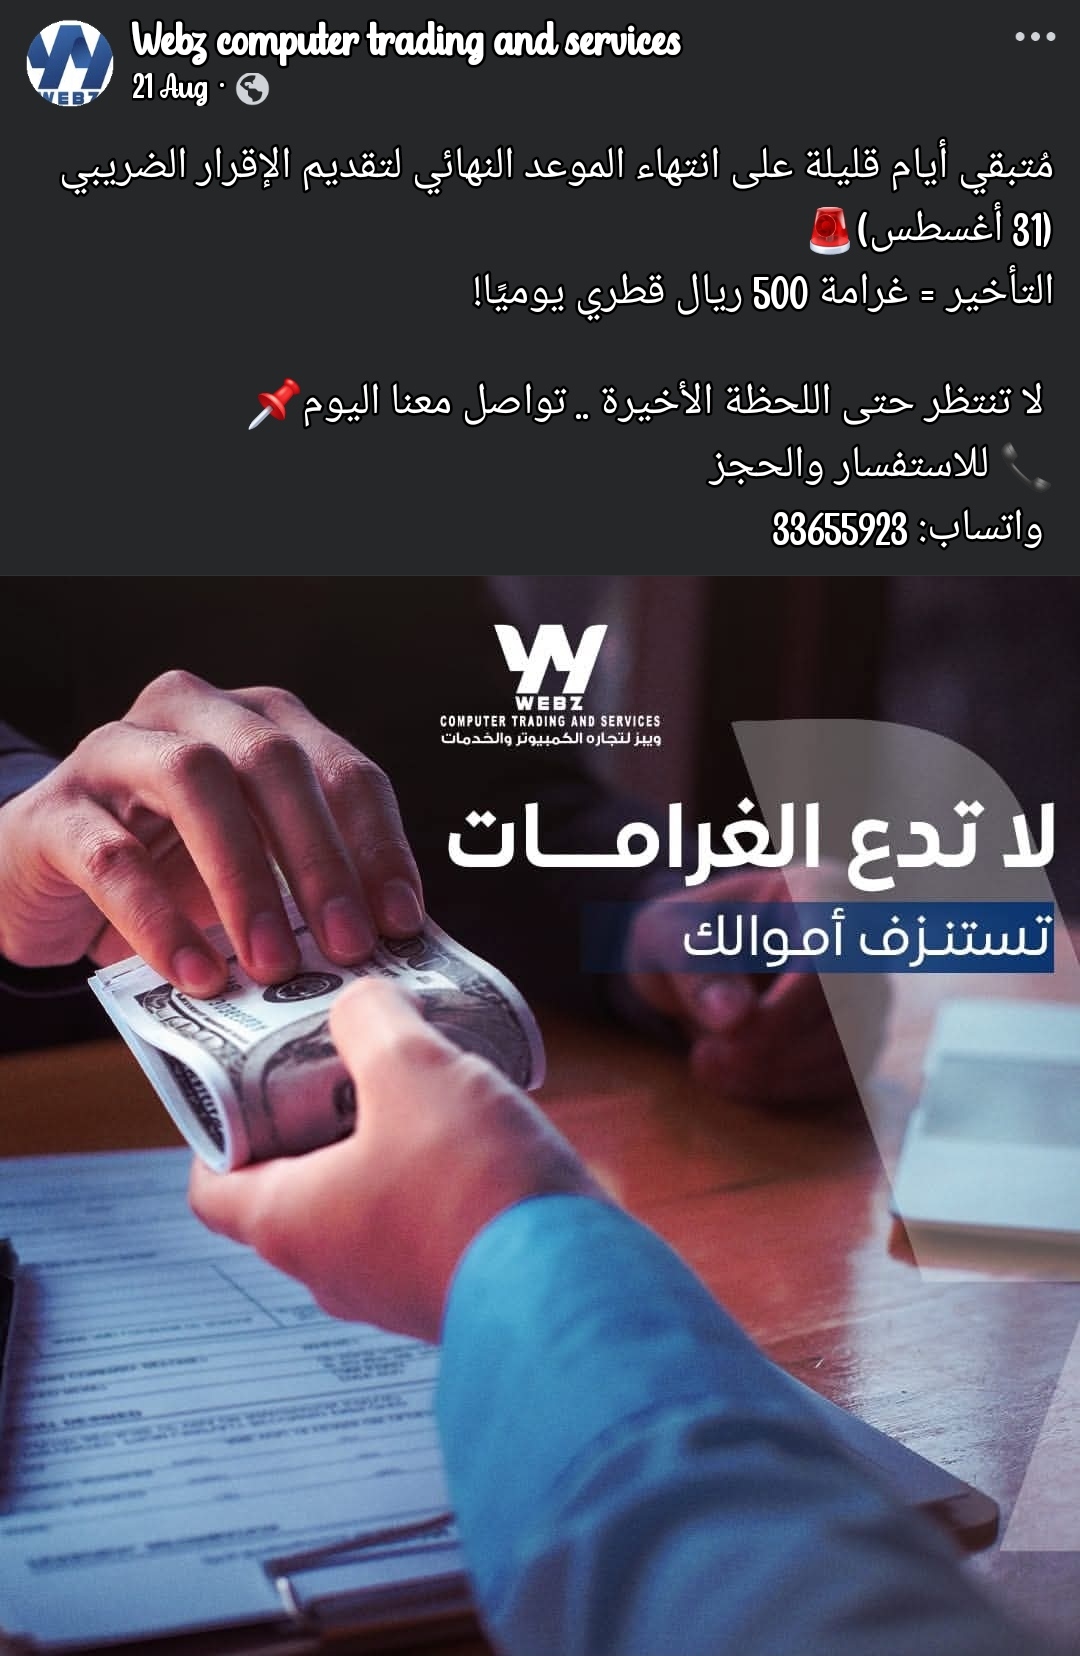 Webz computer trading and services
21 Aug ·
مُتبقي أيام قليلة على انتهاء الموعد النهائي لتقديم الإقرار الضريبي
(31 أغسطس)🚨
التأخير = غرامة 500 ريال قطري يوميًا!
لا تنتظر حتى اللحظة الأخيرة .. تواصل معنا اليوم📌
📞 للاستفسار والحجز
واتساب: 33655923
WEBZ
COMPUTER TRADING AND SERVICES
ويبز لتجاره الكمبيوتر والخدمات
لا تدع الغرامـــات
تستنـزف أموالك